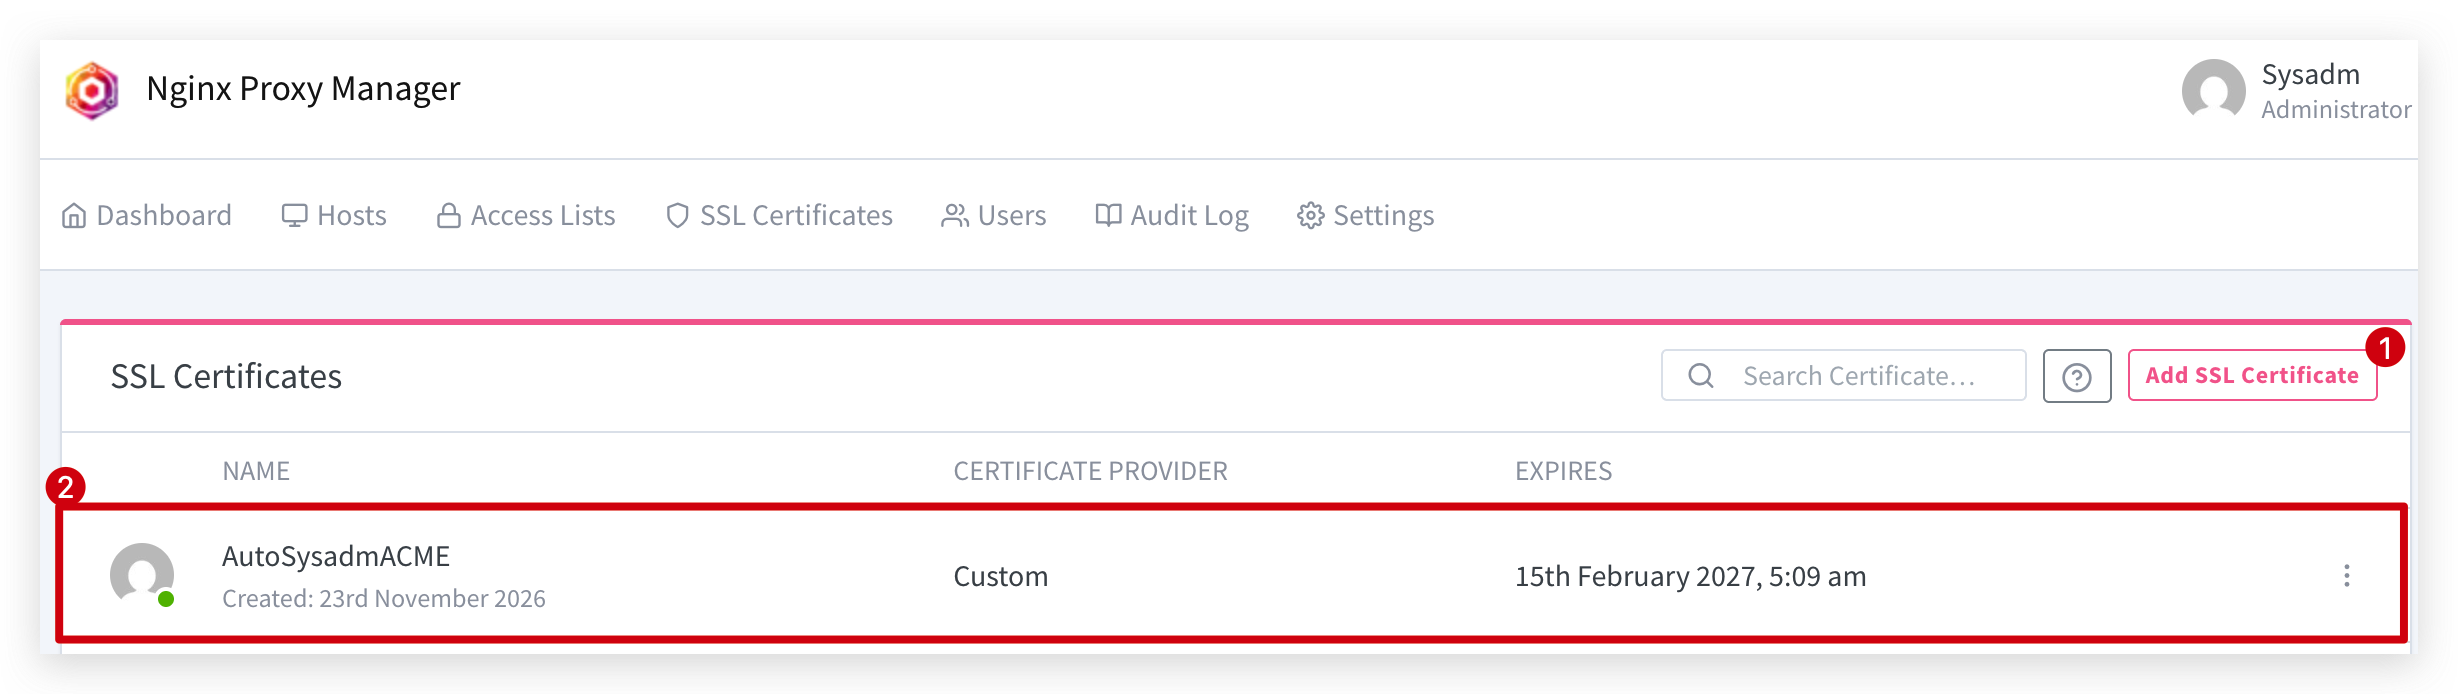 Nginx Proxy Manager
Sysadm
Administrator
Dashboard Hosts Access Lists SSL Certificates Users Audit Log Settings
SSL Certificates Search Certificate… Add SSL Certificate 1
NAME CERTIFICATE PROVIDER EXPIRES
2
AutoSysadmACME
Created: 23rd November 2026
Custom
15th February 2027, 5:09 am